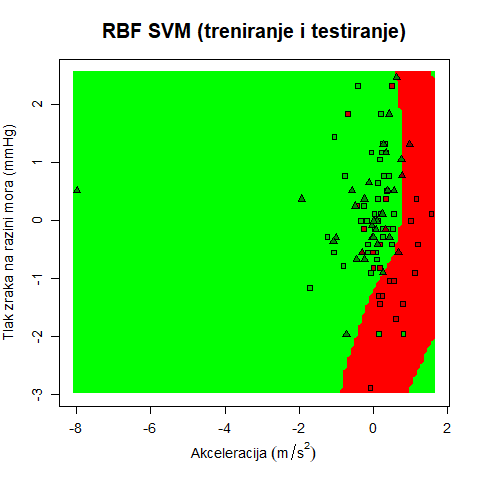 RBF SVM (treniranje i testiranje)
Tlak zraka na razini mora (mmHg)
2
1
0
-1
-2
-3
-8 -6 -4 -2 0 2
Akceleracija (m/s²)